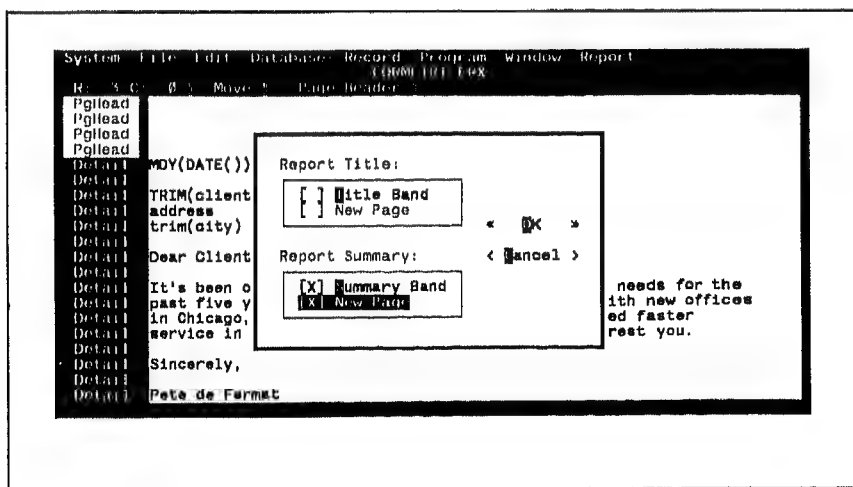 System File Edit Database Record Program Window Report
R: 3 C: 0 Move Page Header
PgHead
PgHead
PgHead
PgHead
Detail MDY(DATE())
Detail
Detail TRIM(client
Detail address
Detail trim(city)
Detail
Detail Dear Client
Detail
Detail It's been o needs for the
Detail past five y ith new offices
Detail in Chicago, ed faster
Detail service in rest you.
Detail
Detail Sincerely,
Detail
Detail Pete de Format
Report Title:
[ ] Title Band
[ ] New Page
« OK »
Report Summary:
< Cancel >
[X] Summary Band
[X] New Page